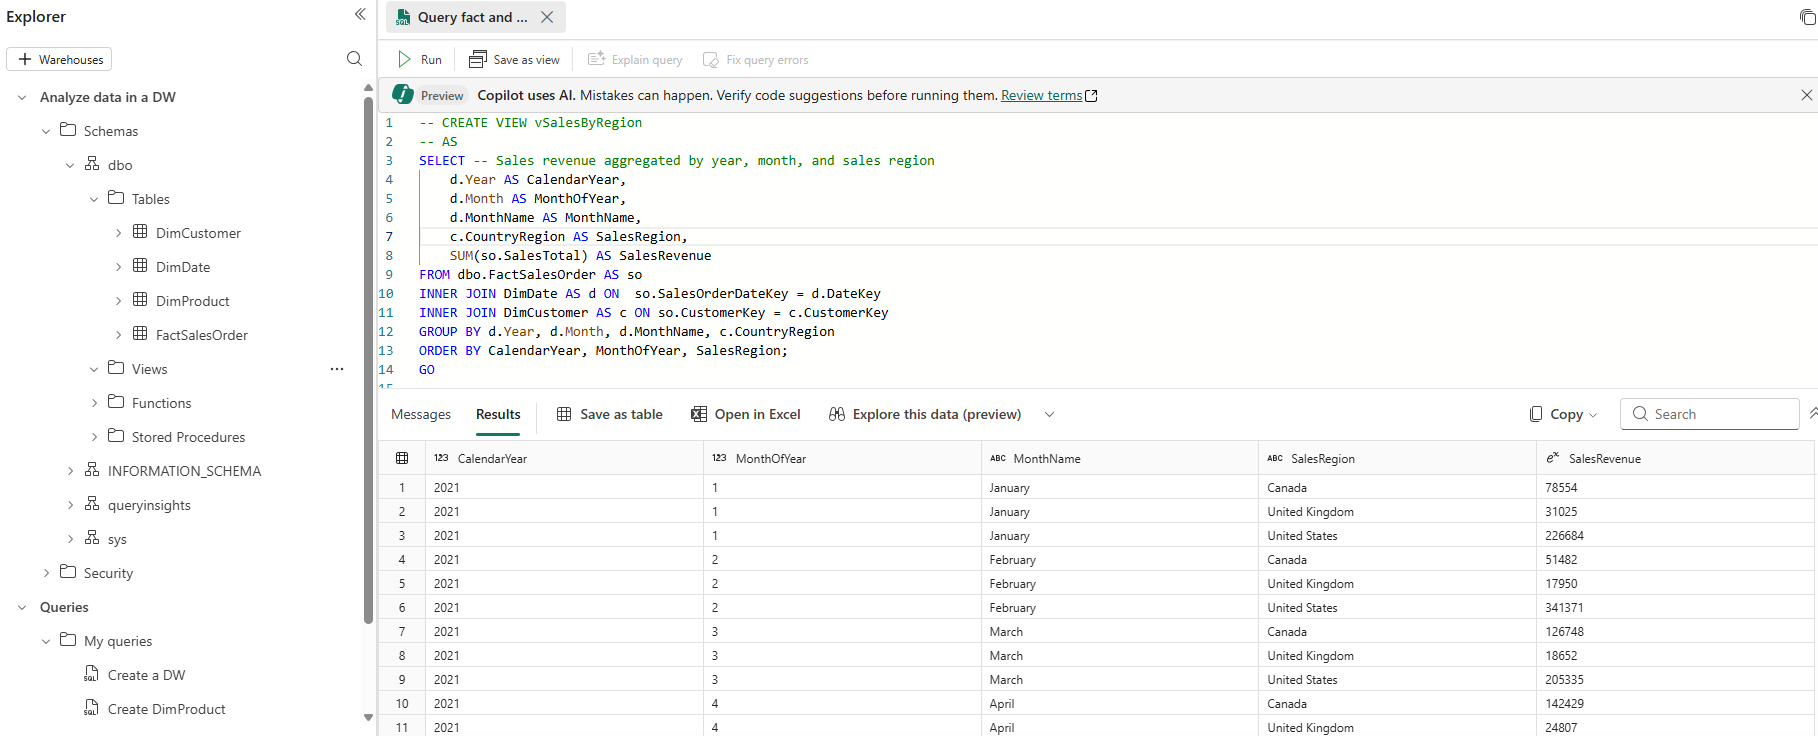 Explorer
Warehouses
Analyze data in a DW
Schemas
dbo
Tables
DimCustomer
DimDate
DimProduct
FactSalesOrder
Views
Functions
Stored Procedures
INFORMATION_SCHEMA
queryinsights
sys
Security
Queries
My queries
Create a DW
Create DimProduct
Query fact and ...
Run Save as view Explain query Fix query errors
Preview Copilot uses AI. Mistakes can happen. Verify code suggestions before running them. Review terms
1 -- CREATE VIEW vSalesByRegion
2 -- AS
3 SELECT -- Sales revenue aggregated by year, month, and sales region
4 d.Year AS CalendarYear,
5 d.Month AS MonthOfYear,
6 d.MonthName AS MonthName,
7 c.CountryRegion AS SalesRegion,
8 SUM(so.SalesTotal) AS SalesRevenue
9 FROM dbo.FactSalesOrder AS so
10 INNER JOIN DimDate AS d ON  so.SalesOrderDateKey = d.DateKey
11 INNER JOIN DimCustomer AS c ON so.CustomerKey = c.CustomerKey
12 GROUP BY d.Year, d.Month, d.MonthName, c.CountryRegion
13 ORDER BY CalendarYear, MonthOfYear, SalesRegion;
14 GO
15
Messages Results Save as table Open in Excel Explore this data (preview) Copy Search
123 CalendarYear 123 MonthOfYear ABC MonthName ABC SalesRegion eˣ SalesRevenue
1 2021 1 January Canada 78554
2 2021 1 January United Kingdom 31025
3 2021 1 January United States 226684
4 2021 2 February Canada 51482
5 2021 2 February United Kingdom 17950
6 2021 2 February United States 341371
7 2021 3 March Canada 126748
8 2021 3 March United Kingdom 18652
9 2021 3 March United States 205335
10 2021 4 April Canada 142429
11 2021 4 April United Kingdom 24807